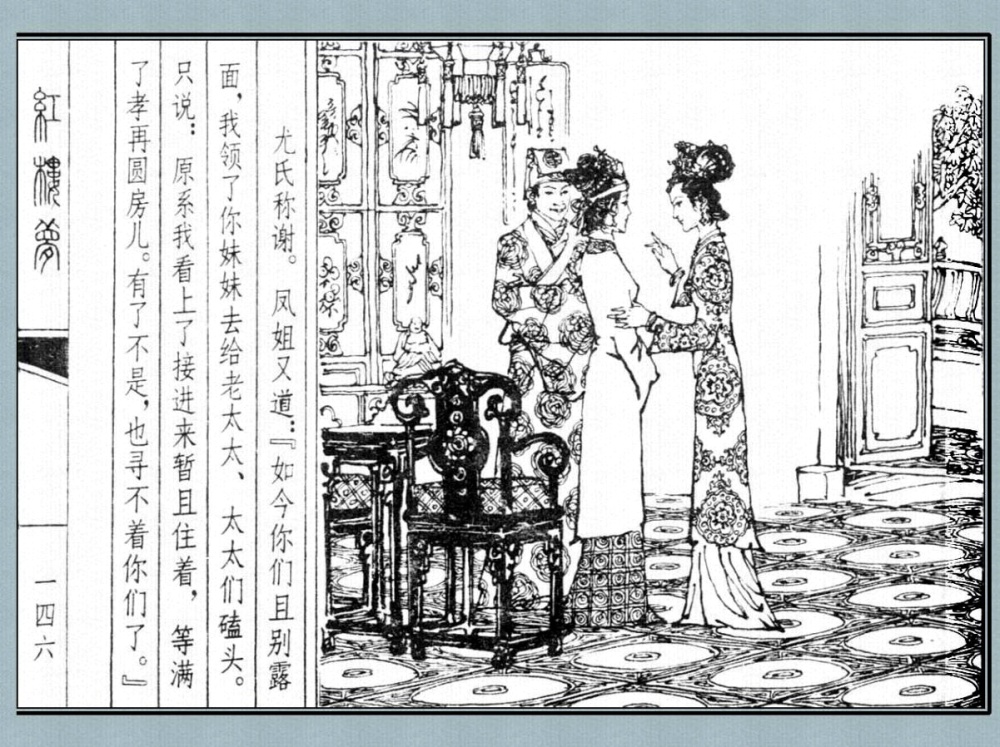 尤氏称谢。凤姐又道：『如今你们且别露
面，我领了你妹妹去给老太太、太太们磕头。
只说：原系我看上了接进来暂且住着，等满
了孝再圆房儿。有了不是，也寻不着你们了。』
紅樓夢
一四六